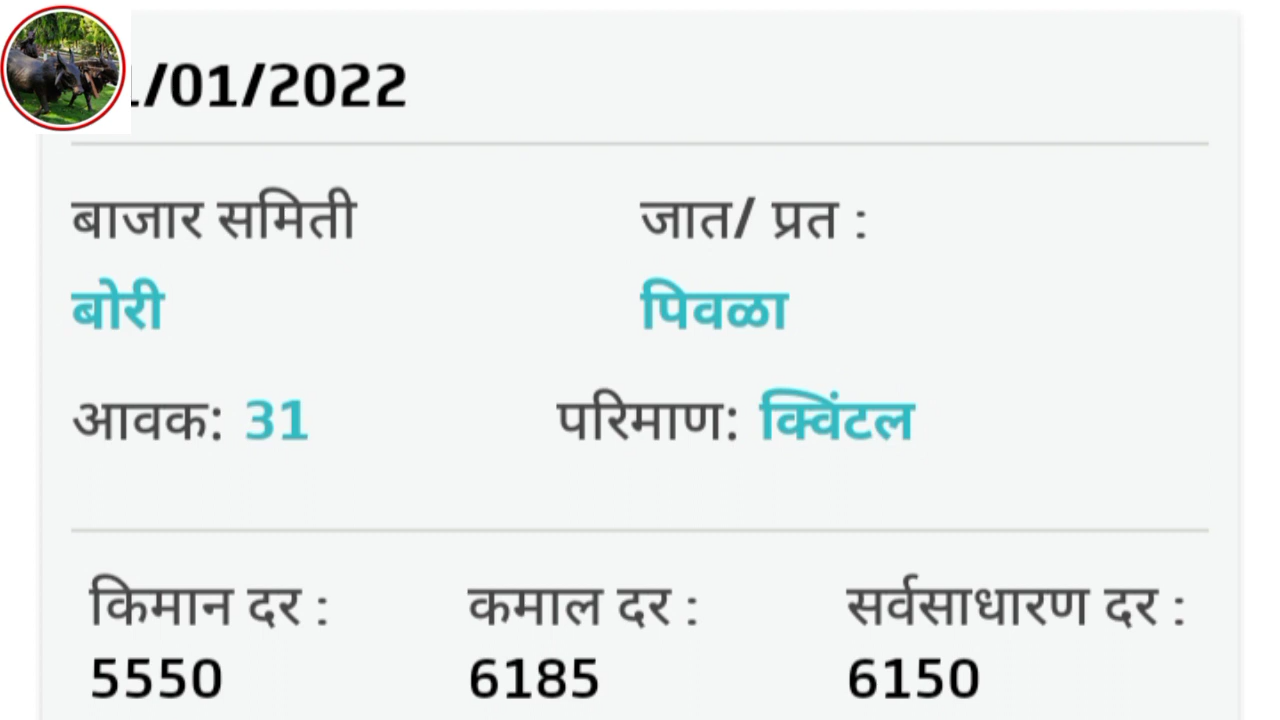 /01/2022
बाजार समिती जात/ प्रत :
बोरी पिवळा
आवक: 31 परिमाण: क्विंटल
किमान दर : कमाल दर : सर्वसाधारण दर :
5550 6185 6150